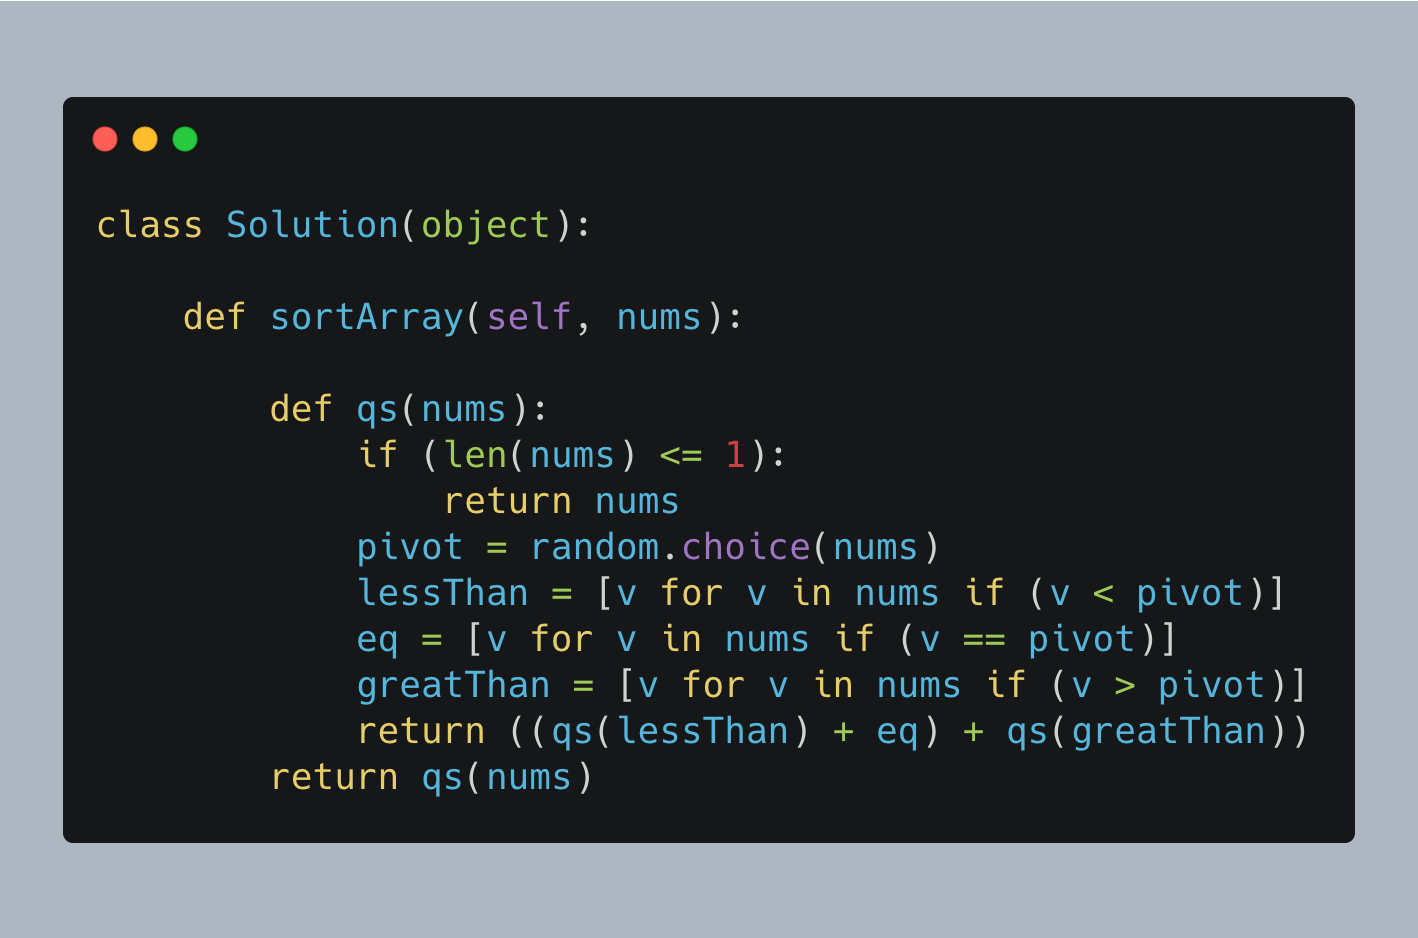 class Solution(object):

    def sortArray(self, nums):

        def qs(nums):
            if (len(nums) <= 1):
                return nums
            pivot = random.choice(nums)
            lessThan = [v for v in nums if (v < pivot)]
            eq = [v for v in nums if (v == pivot)]
            greatThan = [v for v in nums if (v > pivot)]
            return ((qs(lessThan) + eq) + qs(greatThan))
        return qs(nums)